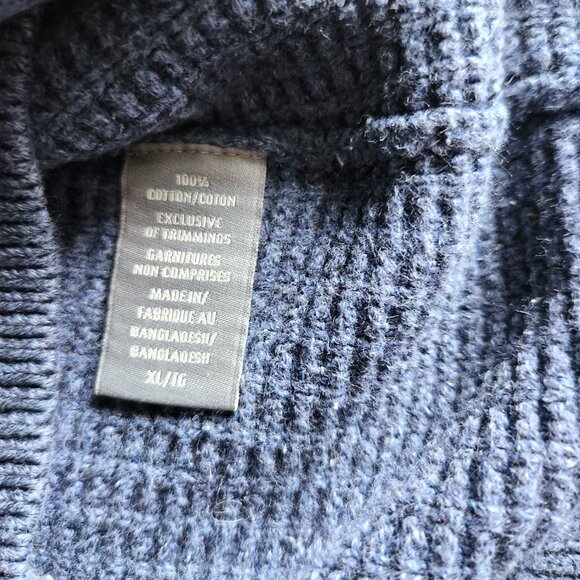 100%
COTTON/COTON
EXCLUSIVE
OF TRIMMINGS
GARNITURES
NON COMPRISES
MADE IN/
FABRIQUE AU
BANGLADESH/
BANGLADESH
XL/TG